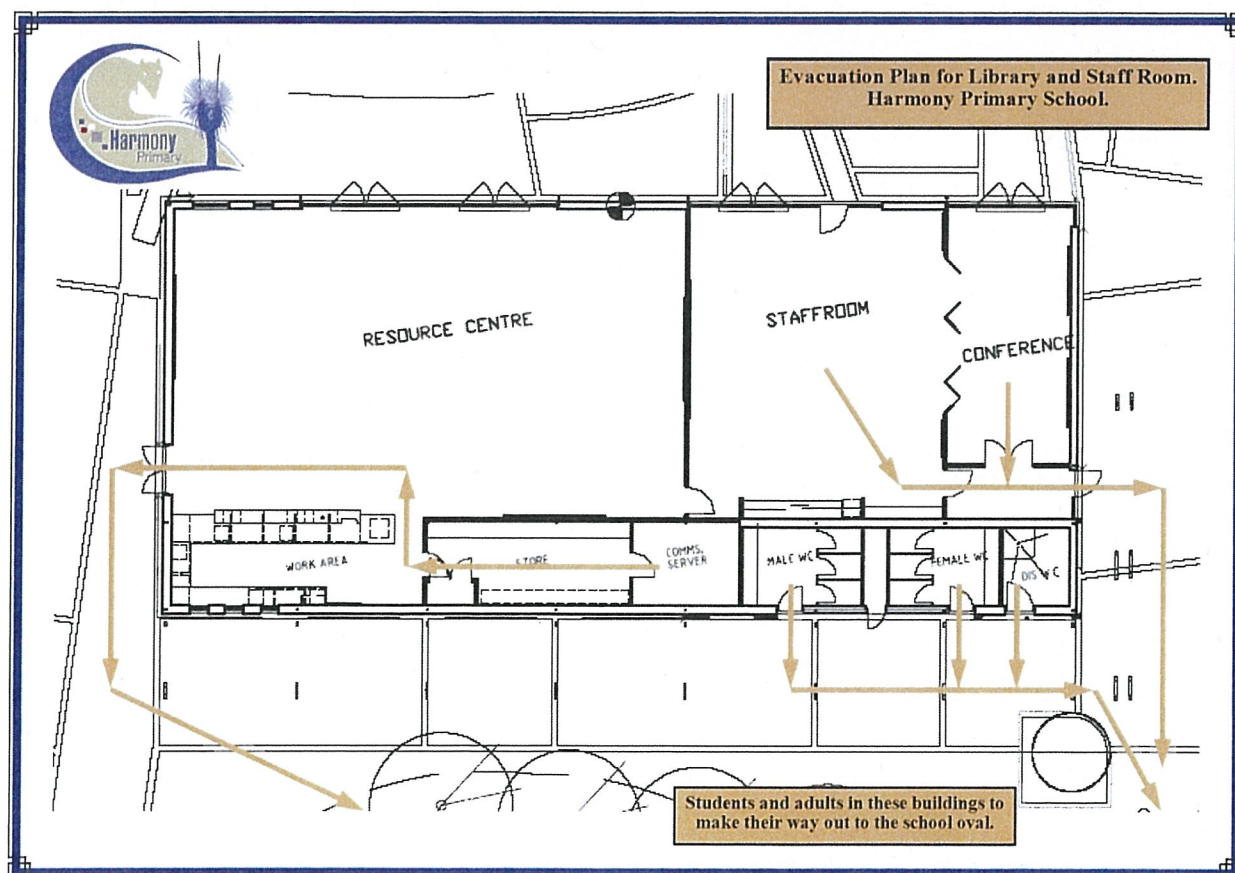 Harmony
Primary
Evacuation Plan for Library and Staff Room.
Harmony Primary School.
RESOURCE CENTRE
STAFFROOM
CONFERENCE
WORK AREA
STORE
COMMS.
SERVER
MALE WC
FEMALE WC
DIS WC
Students and adults in these buildings to
make their way out to the school oval.